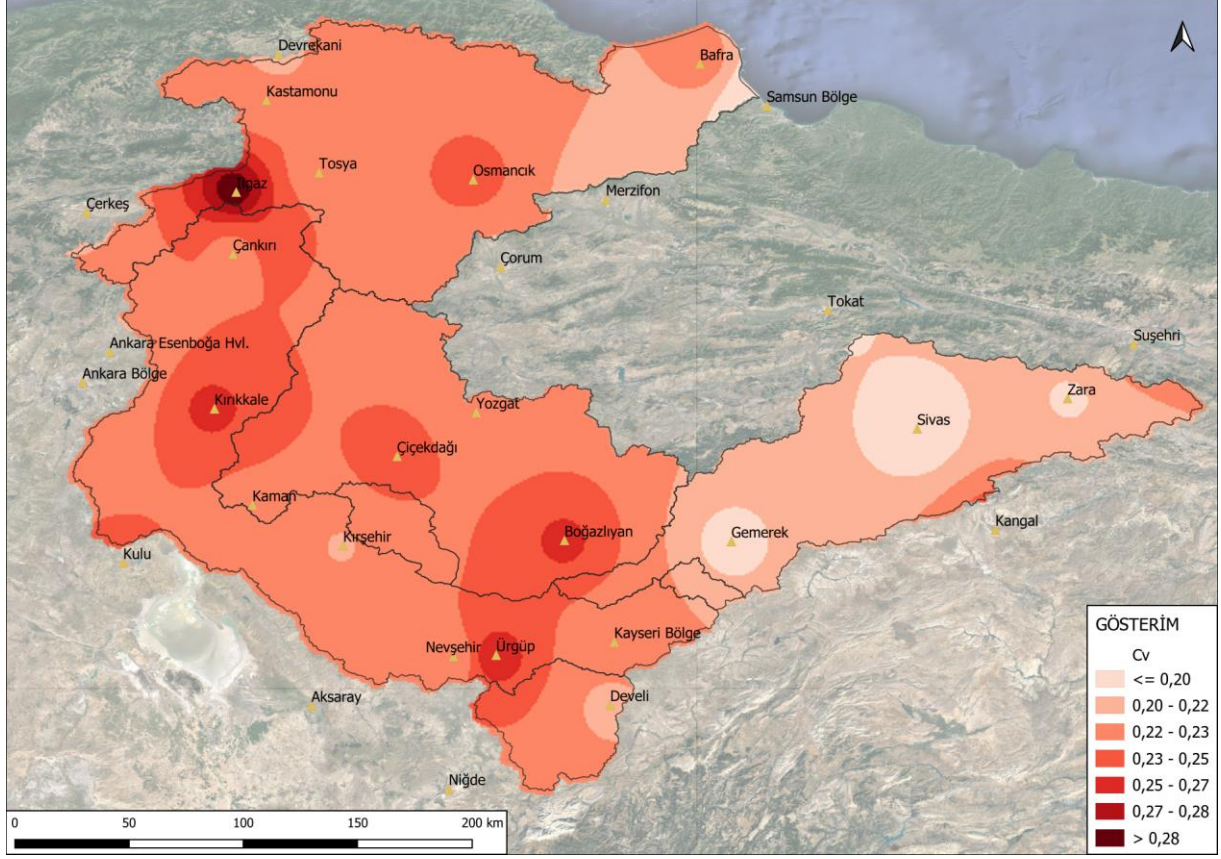 Devrekani
Bafra
Kastamonu
Samsun Bölge
Tosya
Osmancık
Ilgaz
Merzifon
Çerkeş
Çankırı
Çorum
Tokat
Suşehri
Ankara Esenboğa Hvl.
Ankara Bölge
Zara
Kırıkkale
Yozgat
Sivas
Çiçekdağı
Kaman
Kangal
Kırşehir
Boğazlıyan
Gemerek
Kulu
Kayseri Bölge
Nevşehir
Ürgüp
Aksaray
Develi
Niğde
GÖSTERİM
Cv
<= 0,20
0,20 - 0,22
0,22 - 0,23
0,23 - 0,25
0,25 - 0,27
0,27 - 0,28
> 0,28
0 50 100 150 200 km